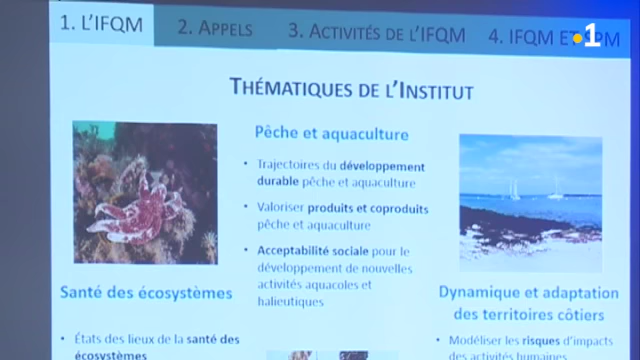 1. L'IFQM
2. APPELS
3. ACTIVITÉS DE L'IFQM
4. IFQM ET SPM
1
THÉMATIQUES DE L'INSTITUT
Pêche et aquaculture
• Trajectoires du développement
durable pêche et aquaculture
• Valoriser produits et coproduits
pêche et aquaculture
• Acceptabilité sociale pour le
développement de nouvelles
activités aquacoles et
halieutiques
Santé des écosystèmes
• États des lieux de la santé des
écosystèmes
Dynamique et adaptation
des territoires côtiers
• Modéliser les risques d'impacts
des activités humaines